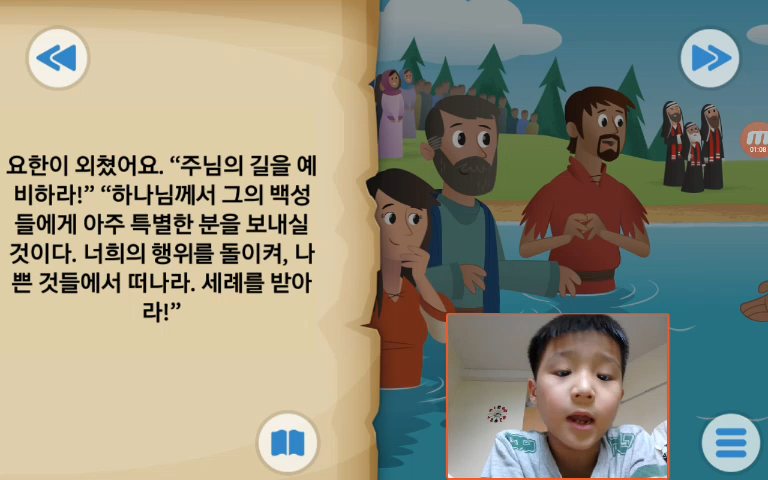 요한이 외쳤어요. “주님의 길을 예
비하라!” “하나님께서 그의 백성
들에게 아주 특별한 분을 보내실
것이다. 너희의 행위를 돌이켜, 나
쁜 것들에서 떠나라. 세례를 받아
라!”
01:08